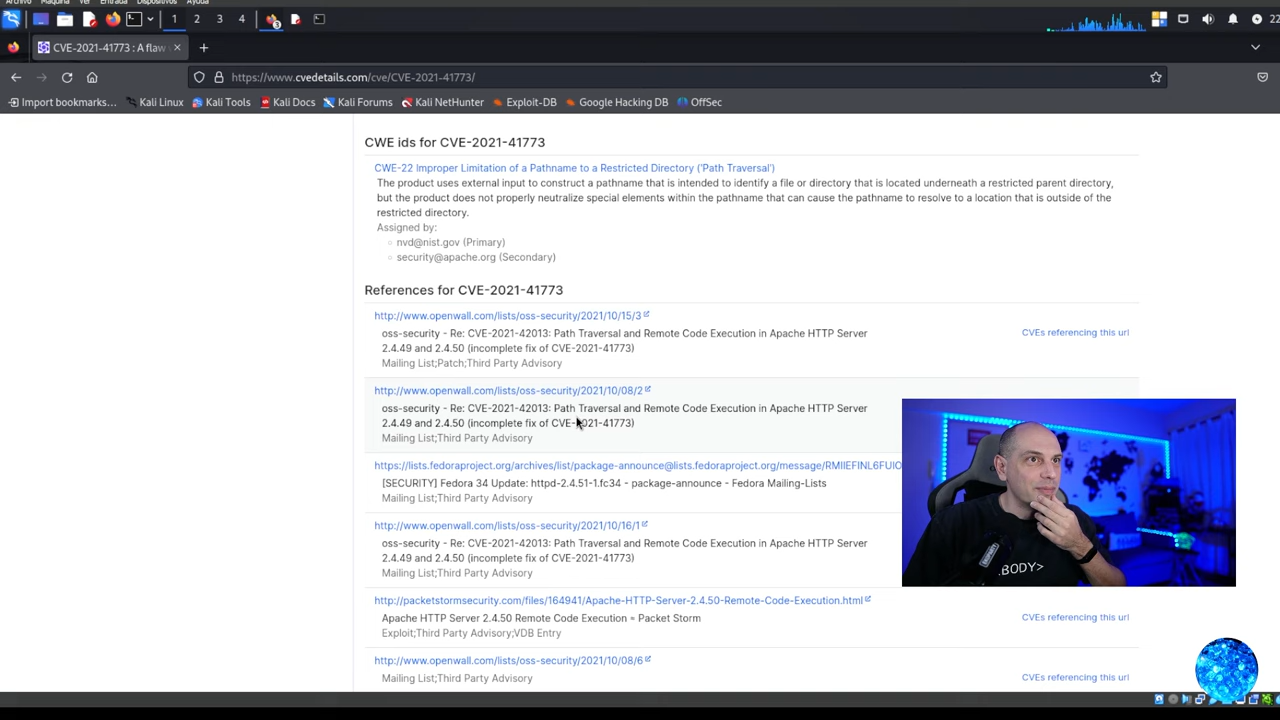 Archivo Máquina Ver Entrada Dispositivos Ayuda
1 2 3 4
22
CVE-2021-41773 : A flaw
https://www.cvedetails.com/cve/CVE-2021-41773/
Import bookmarks... Kali Linux Kali Tools Kali Docs Kali Forums Kali NetHunter Exploit-DB Google Hacking DB OffSec
CWE ids for CVE-2021-41773
CWE-22 Improper Limitation of a Pathname to a Restricted Directory ('Path Traversal')
The product uses external input to construct a pathname that is intended to identify a file or directory that is located underneath a restricted parent directory,
but the product does not properly neutralize special elements within the pathname that can cause the pathname to resolve to a location that is outside of the
restricted directory.
Assigned by:
nvd@nist.gov (Primary)
security@apache.org (Secondary)
References for CVE-2021-41773
http://www.openwall.com/lists/oss-security/2021/10/15/3
oss-security - Re: CVE-2021-42013: Path Traversal and Remote Code Execution in Apache HTTP Server
CVEs referencing this url
2.4.49 and 2.4.50 (incomplete fix of CVE-2021-41773)
Mailing List;Patch;Third Party Advisory
http://www.openwall.com/lists/oss-security/2021/10/08/2
oss-security - Re: CVE-2021-42013: Path Traversal and Remote Code Execution in Apache HTTP Server
2.4.49 and 2.4.50 (incomplete fix of CVE-2021-41773)
Mailing List;Third Party Advisory
https://lists.fedoraproject.org/archives/list/package-announce@lists.fedoraproject.org/message/RMIIEFINL6FUIO
[SECURITY] Fedora 34 Update: httpd-2.4.51-1.fc34 - package-announce - Fedora Mailing-Lists
Mailing List;Third Party Advisory
http://www.openwall.com/lists/oss-security/2021/10/16/1
oss-security - Re: CVE-2021-42013: Path Traversal and Remote Code Execution in Apache HTTP Server
2.4.49 and 2.4.50 (incomplete fix of CVE-2021-41773)
Mailing List;Third Party Advisory
.BODY>
http://packetstormsecurity.com/files/164941/Apache-HTTP-Server-2.4.50-Remote-Code-Execution.html
Apache HTTP Server 2.4.50 Remote Code Execution ≈ Packet Storm
CVEs referencing this url
Exploit;Third Party Advisory;VDB Entry
http://www.openwall.com/lists/oss-security/2021/10/08/6
Mailing List;Third Party Advisory
CVEs referencing this url